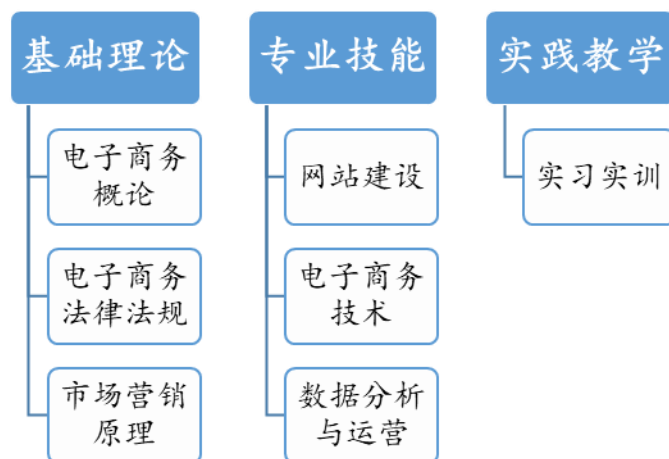 基础理论
电子商务
概论
电子商务
法律法规
市场营销
原理
专业技能
网站建设
电子商务
技术
数据分析
与运营
实践教学
实习实训